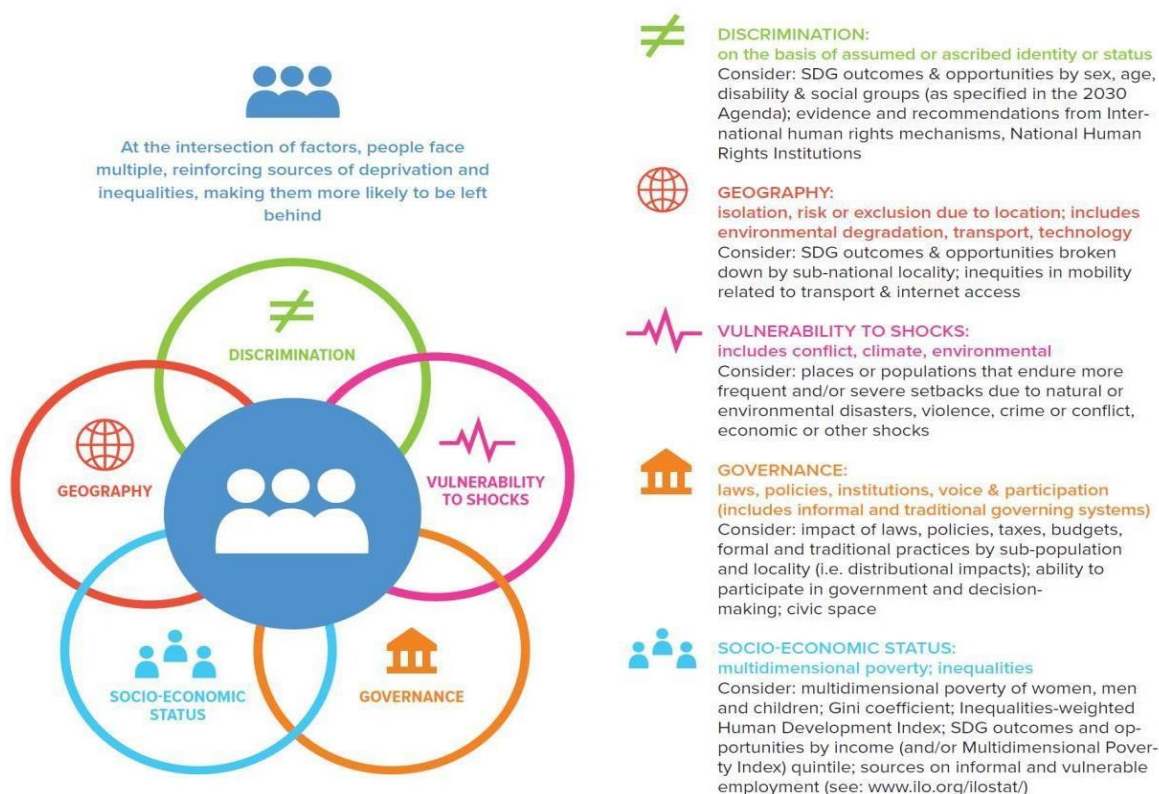 At the intersection of factors, people face
multiple, reinforcing sources of deprivation and
inequalities, making them more likely to be left
behind
DISCRIMINATION
GEOGRAPHY
VULNERABILITY
TO SHOCKS
SOCIO-ECONOMIC
STATUS
GOVERNANCE
DISCRIMINATION:
on the basis of assumed or ascribed identity or status
Consider: SDG outcomes & opportunities by sex, age,
disability & social groups (as specified in the 2030
Agenda); evidence and recommendations from Inter-
national human rights mechanisms, National Human
Rights Institutions
GEOGRAPHY:
isolation, risk or exclusion due to location; includes
environmental degradation, transport, technology
Consider: SDG outcomes & opportunities broken
down by sub-national locality; inequities in mobility
related to transport & internet access
VULNERABILITY TO SHOCKS:
includes conflict, climate, environmental
Consider: places or populations that endure more
frequent and/or severe setbacks due to natural or
environmental disasters, violence, crime or conflict,
economic or other shocks
GOVERNANCE:
laws, policies, institutions, voice & participation
(includes informal and traditional governing systems)
Consider: impact of laws, policies, taxes, budgets,
formal and traditional practices by sub-population
and locality (i.e. distributional impacts); ability to
participate in government and decision-
making; civic space
SOCIO-ECONOMIC STATUS:
multidimensional poverty; inequalities
Consider: multidimensional poverty of women, men
and children; Gini coefficient; Inequalities-weighted
Human Development Index; SDG outcomes and op-
portunities by income (and/or Multidimensional Pover-
ty Index) quintile; sources on informal and vulnerable
employment (see: www.ilo.org/ilostat/)